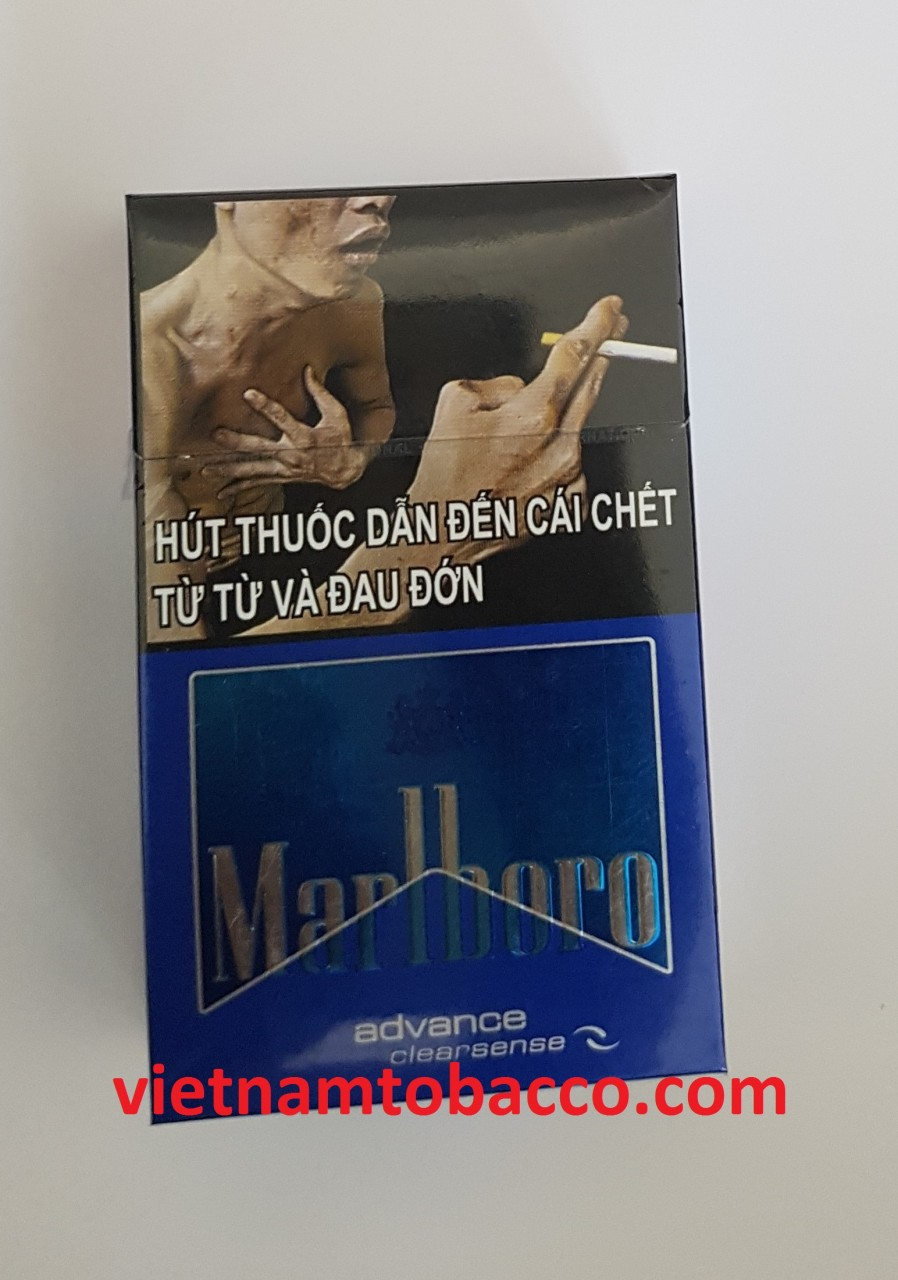 HÚT THUỐC DẪN ĐẾN CÁI CHẾT
TỪ TỪ VÀ ĐAU ĐỚN
Marlboro
advance
clearsense
vietnamtobacco.com